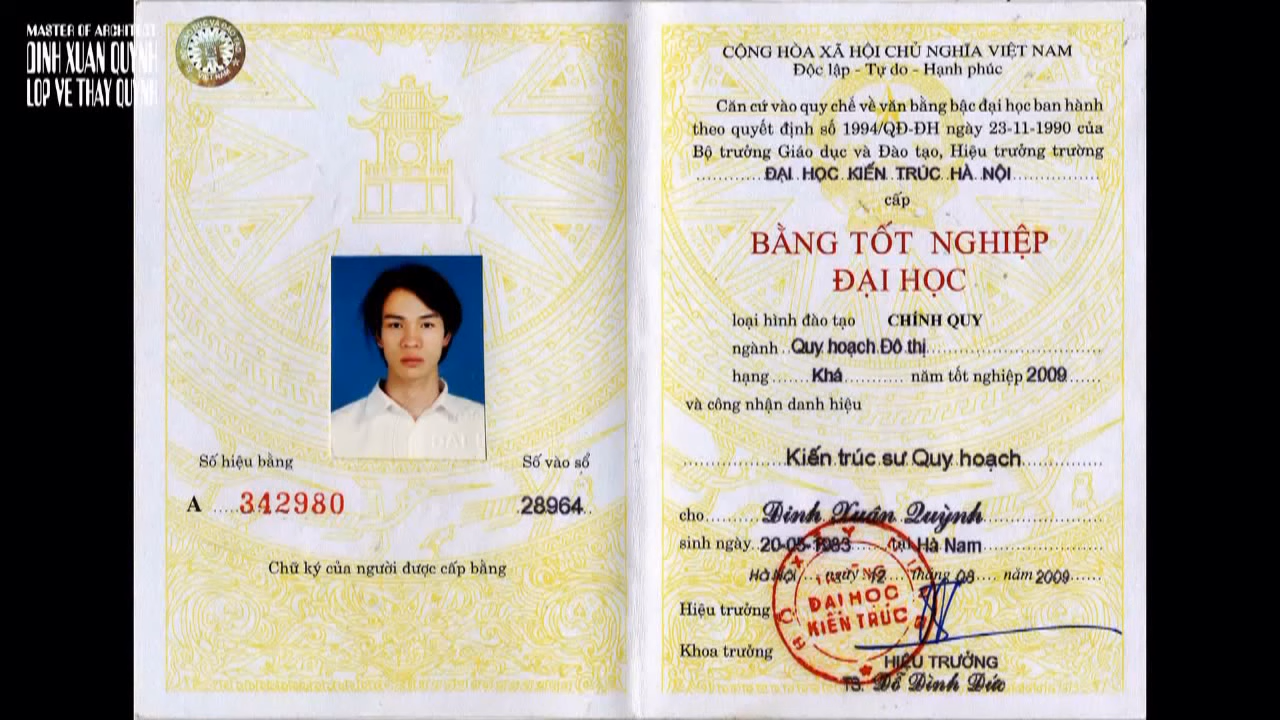 MASTER OF ARCHITECT
DINH XUAN QUYNH
LOP VE THAY QUYNH
VIỆT NAM
Số hiệu bằng
Số vào sổ
A ..... 342980
28964
Chữ ký của người được cấp bằng
CỘNG HÒA XÃ HỘI CHỦ NGHĨA VIỆT NAM
Độc lập - Tự do - Hạnh phúc
Căn cứ vào quy chế về văn bằng bậc đại học ban hành
theo quyết định số 1994/QĐ-ĐH ngày 23-11-1990 của
Bộ trưởng Giáo dục và Đào tạo, Hiệu trưởng trường
ĐẠI HỌC KIẾN TRÚC HÀ NỘI
cấp
BẰNG TỐT NGHIỆP
ĐẠI HỌC
loại hình đào tạo CHÍNH QUY
ngành Quy hoạch Đô thị
hạng Khá năm tốt nghiệp 2009
và công nhận danh hiệu
Kiến trúc sư Quy hoạch
cho Đinh Xuân Quỳnh
sinh ngày 20-05-1983 tại Hà Nam
Hà Nội ngày 12 tháng 08 năm 2009
Hiệu trưởng
TRƯỜNG
ĐẠI HỌC
KIẾN TRÚC
Khoa trưởng
HIỆU TRƯỞNG
TS. Đỗ Đình Đức